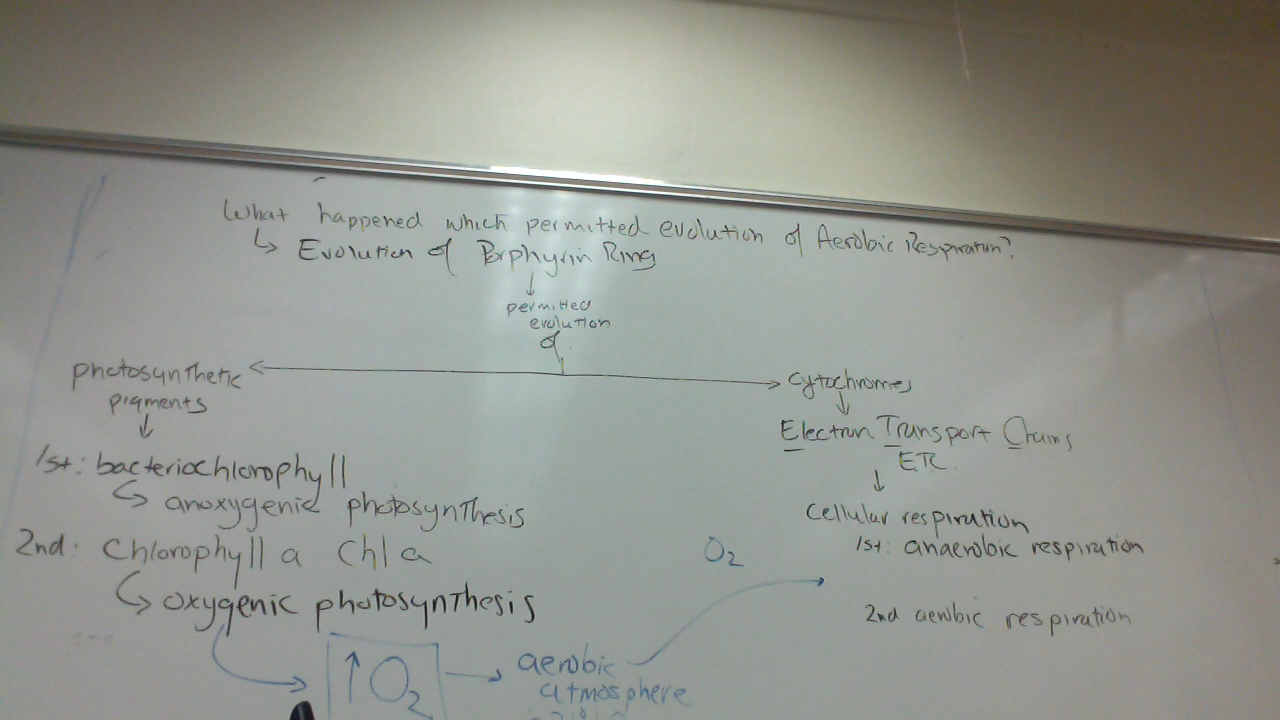 What happened which permitted evolution of Aerobic Respiration?
↳ Evolution of Porphyrin Ring
↓
permitted
evolution
of
photosynthetic
pigments
↓
1st: bacteriochlorophyll
↳ anoxygenic photosynthesis
2nd: Chlorophyll a Chl a
↳ oxygenic photosynthesis
↑ O2
→ aerobic
atmosphere
O2
cytochromes
↓
Electron Transport Chains
ETC
↓
Cellular respiration
1st: anaerobic respiration
2nd aerobic respiration